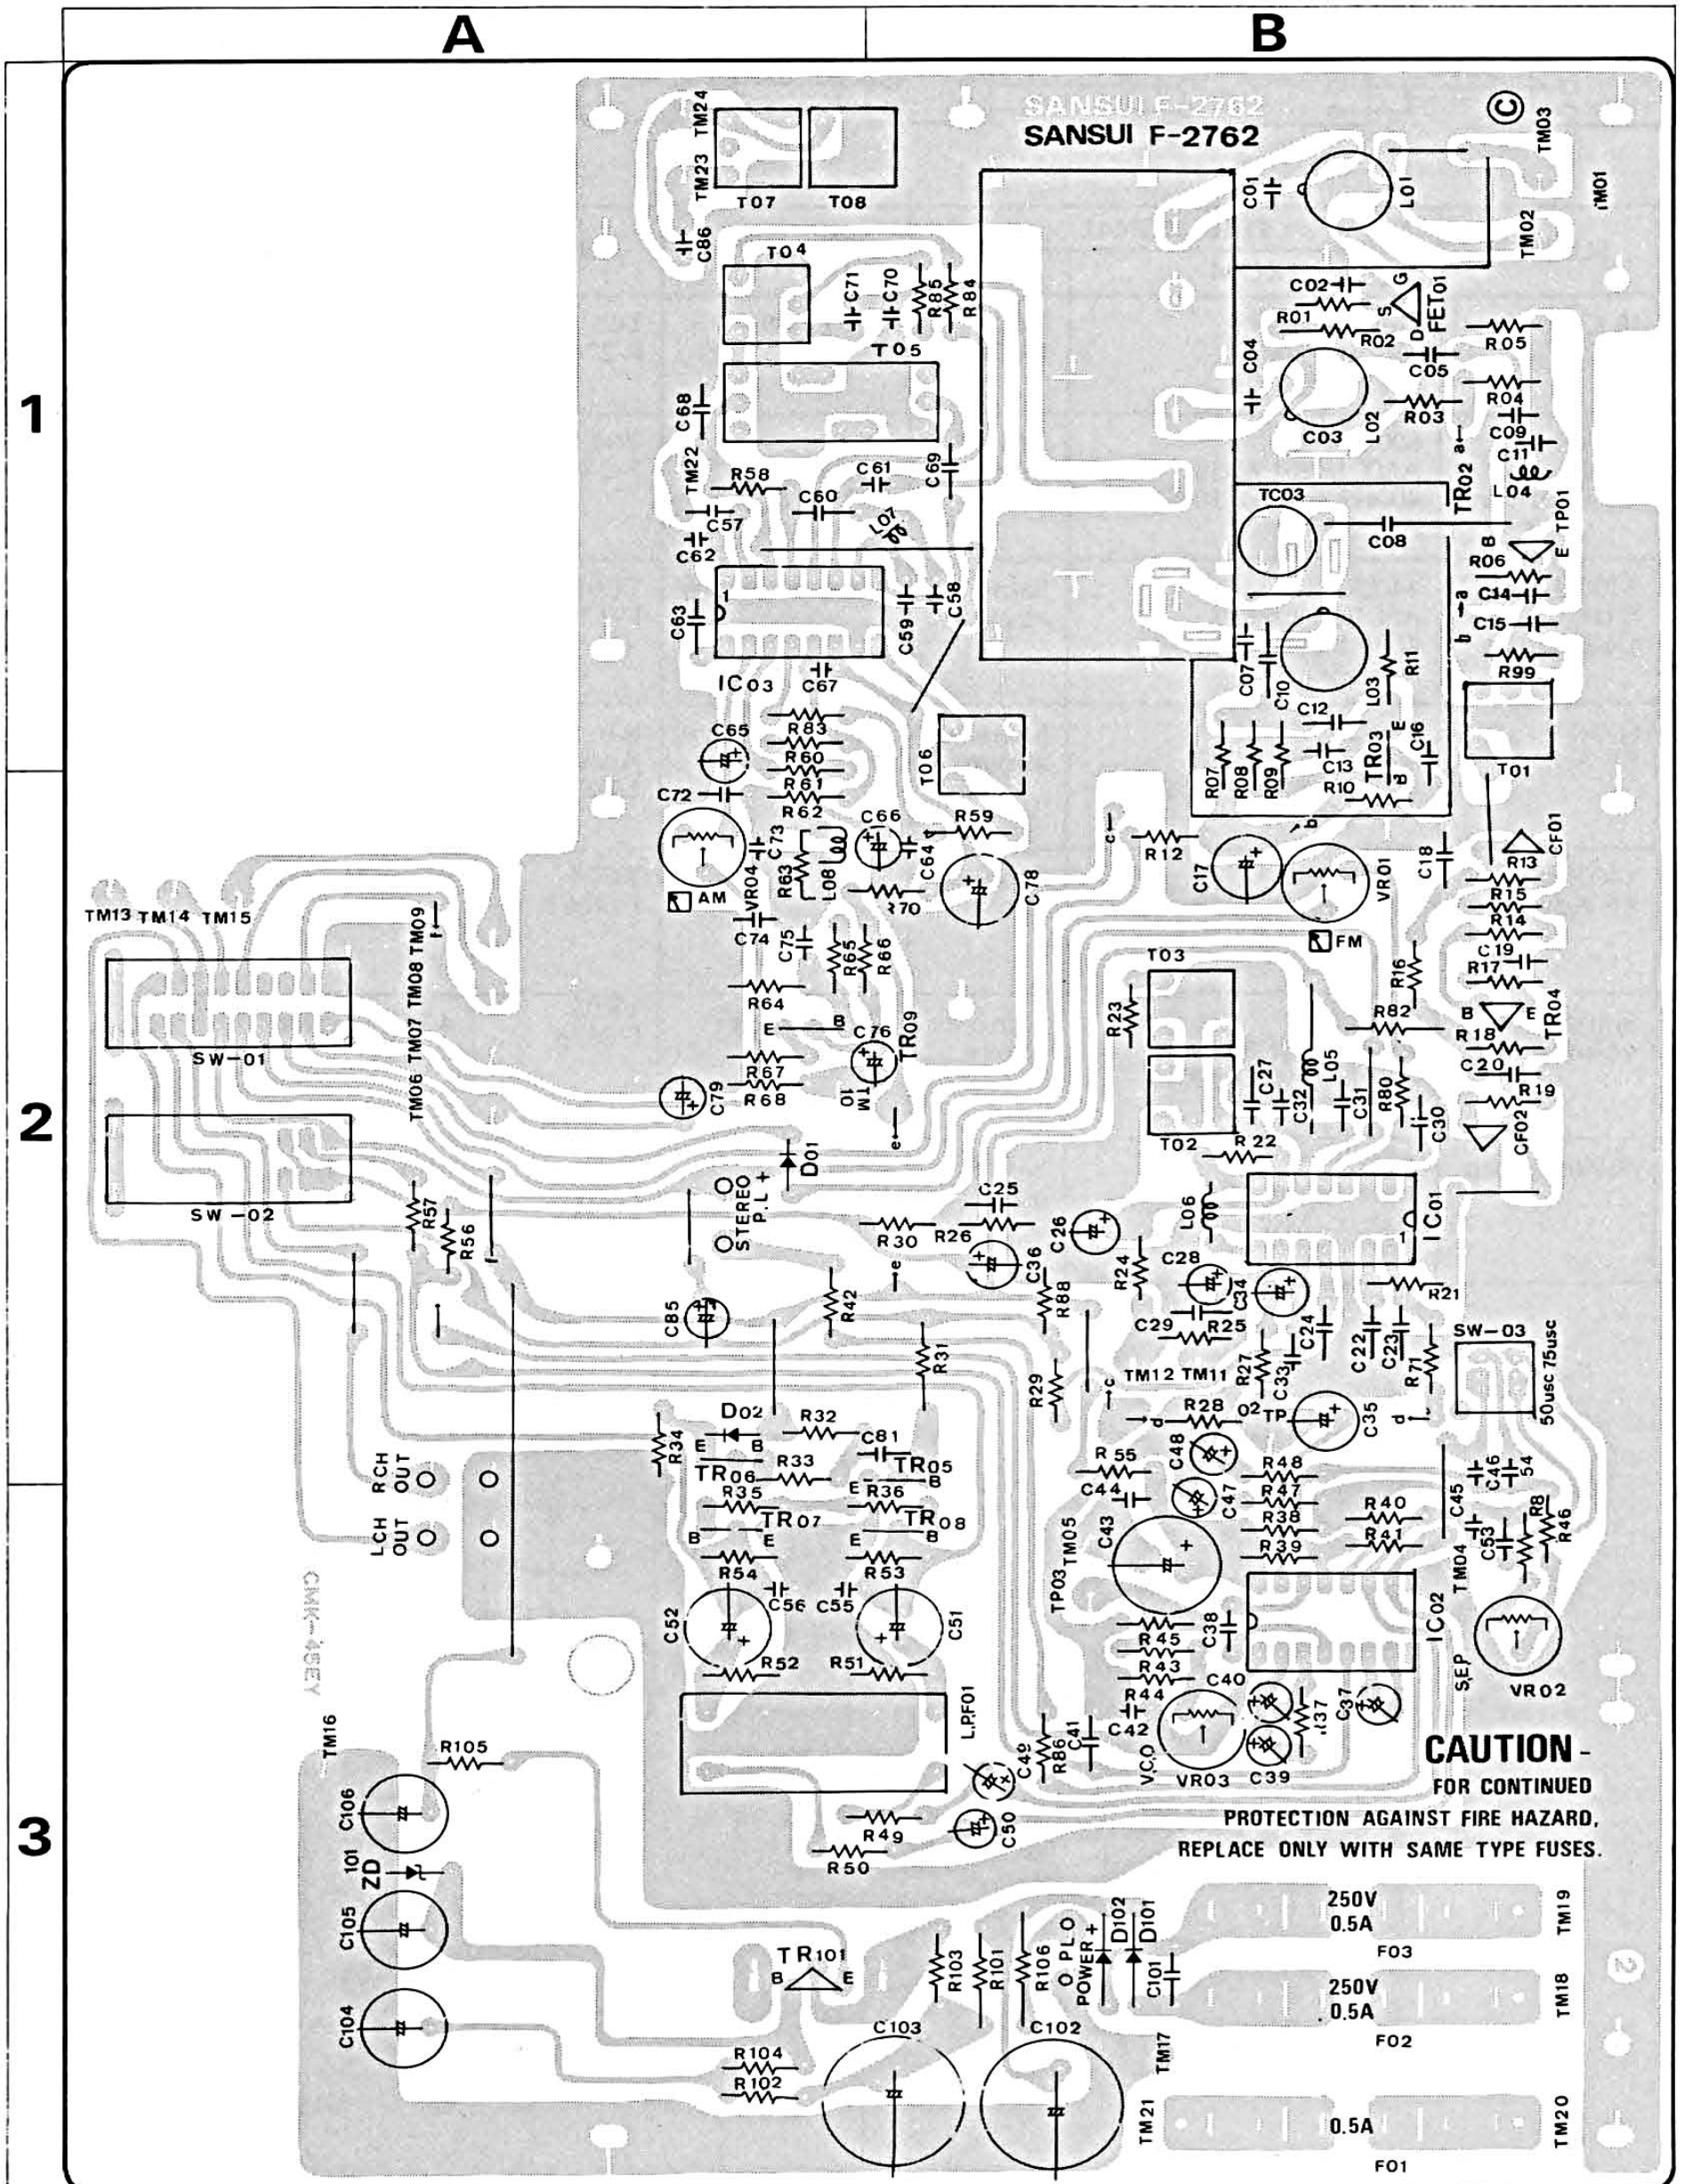 A
B
1
2
3
SANSUI F-2762
SANSUI F-2762
©
TM24
TM23
T07
T08
C86
T04
C71
C70
R85
R84
T05
C68
TM22
R58
C61
C69
C60
C57
L07
C62
C63
1
C59
C58
IC03
C67
C65
R83
R60
R61
R62
C72
T06
C01
L01
TM03
TM01
TM02
C02
G
S
D
FET01
R01
R02
R05
C05
C04
R04
C03
L02
R03
C09
C11
a
TR02
L04
TC03
C08
B
E
TP01
R06
C14
b
a
C15
R99
C07
C10
L03
R11
C12
C13
TR03
E
B
C16
R07
R08
R09
R10
T01
C73
C66
R59
C64
VR04
R63
L08
C78
AM
C74
C75
R65
R66
R64
E
B
C76
TR09
R67
R68
C79
TM
10
c
R12
b
C17
VR01
FM
C18
CF01
R13
R15
R14
C19
R17
R16
T03
R23
R82
B
E
TR04
R18
C20
R19
CF02
T02
C27
C32
L05
C31
R80
C30
R 22
TM13
TM14
TM15
TM09
TM08
TM07
TM06
f
SW-01
SW-02
R57
R56
f
D01
e
STEREO
P.L +
C25
R30
R26
C26
L06
IC01
1
C36
e
R88
R24
C28
C34
R21
C85
R42
C29
R25
C24
C22
C23
R71
SW-03
50usc 75usc
R31
R29
TM12
TM11
R27
C33
c
d
R28
02
TP
C35
d
D02
R32
R34
E
B
C81
R33
TR06
TR05
B
R35
E
R36
TR07
TR08
B
E
E
B
R54
R53
C56
C55
C52
C51
R52
R51
L.P.F01
R 55
C48
C44
C47
R48
R47
R38
R39
R40
R41
C45
C46
54
R8
R46
C53
TM04
C43
TM05
TP03
C38
R45
R43
R44
C42
IC02
S,EP
VR02
C40
C37
C41
R86
V.C.O
VR03
C39
C49
C50
R49
R50
RCH
OUT
LCH
OUT
CMK-45EY
TM16
R105
C106
101
ZD
C105
C104
TR101
B
E
R103
R101
R106
O PL O
POWER +
D102
D101
C101
C103
C102
R104
R102
TM17
TM21
CAUTION -
FOR CONTINUED
PROTECTION AGAINST FIRE HAZARD,
REPLACE ONLY WITH SAME TYPE FUSES.
250V
0.5A
F03
TM19
250V
0.5A
F02
TM18
0.5A
F01
TM20
2